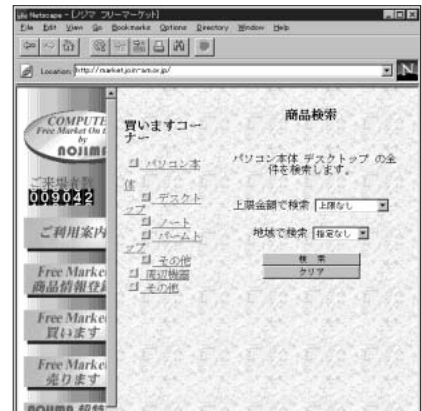 Netscape - [ノジマ フリーマーケット]
File Edit View Go Bookmarks Options Directory Window Help
Location: http://market.join-am.or.jp/
N
COMPUTE
Free Market On
by
NOJIMA
ご来場者数
009042
ご利用案内
Free Marke
商品情報登
Free Marke
買います
Free Marke
売ります
NOJIMA
買いますコー
ナー
パソコン本
体
デスクト
ップ
ノート
パームト
ップ
その他
周辺機器
その他
商品検索
パソコン本体 デスクトップ の全
件を検索します。
上限金額で検索 上限なし
地域で検索 指定なし
検 索
クリア